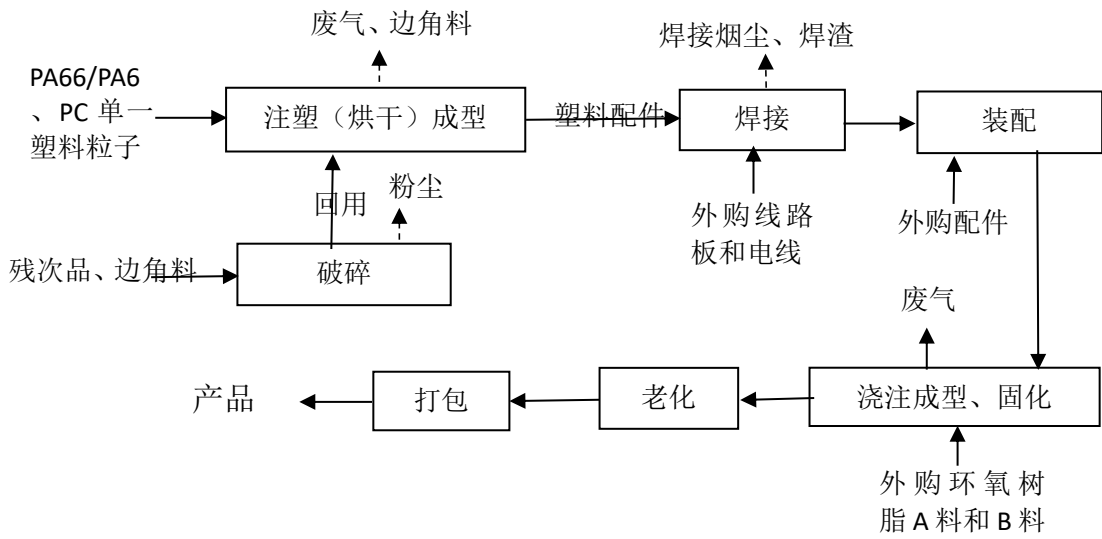 废气、边角料
焊接烟尘、焊渣
PA66/PA6
、PC 单一
塑料粒子
注塑（烘干）成型
塑料配件
焊接
装配
回用
粉尘
外购线路
板和电线
外购配件
残次品、边角料
破碎
废气
产品
打包
老化
浇注成型、固化
外购环氧树
脂 A 料和 B 料